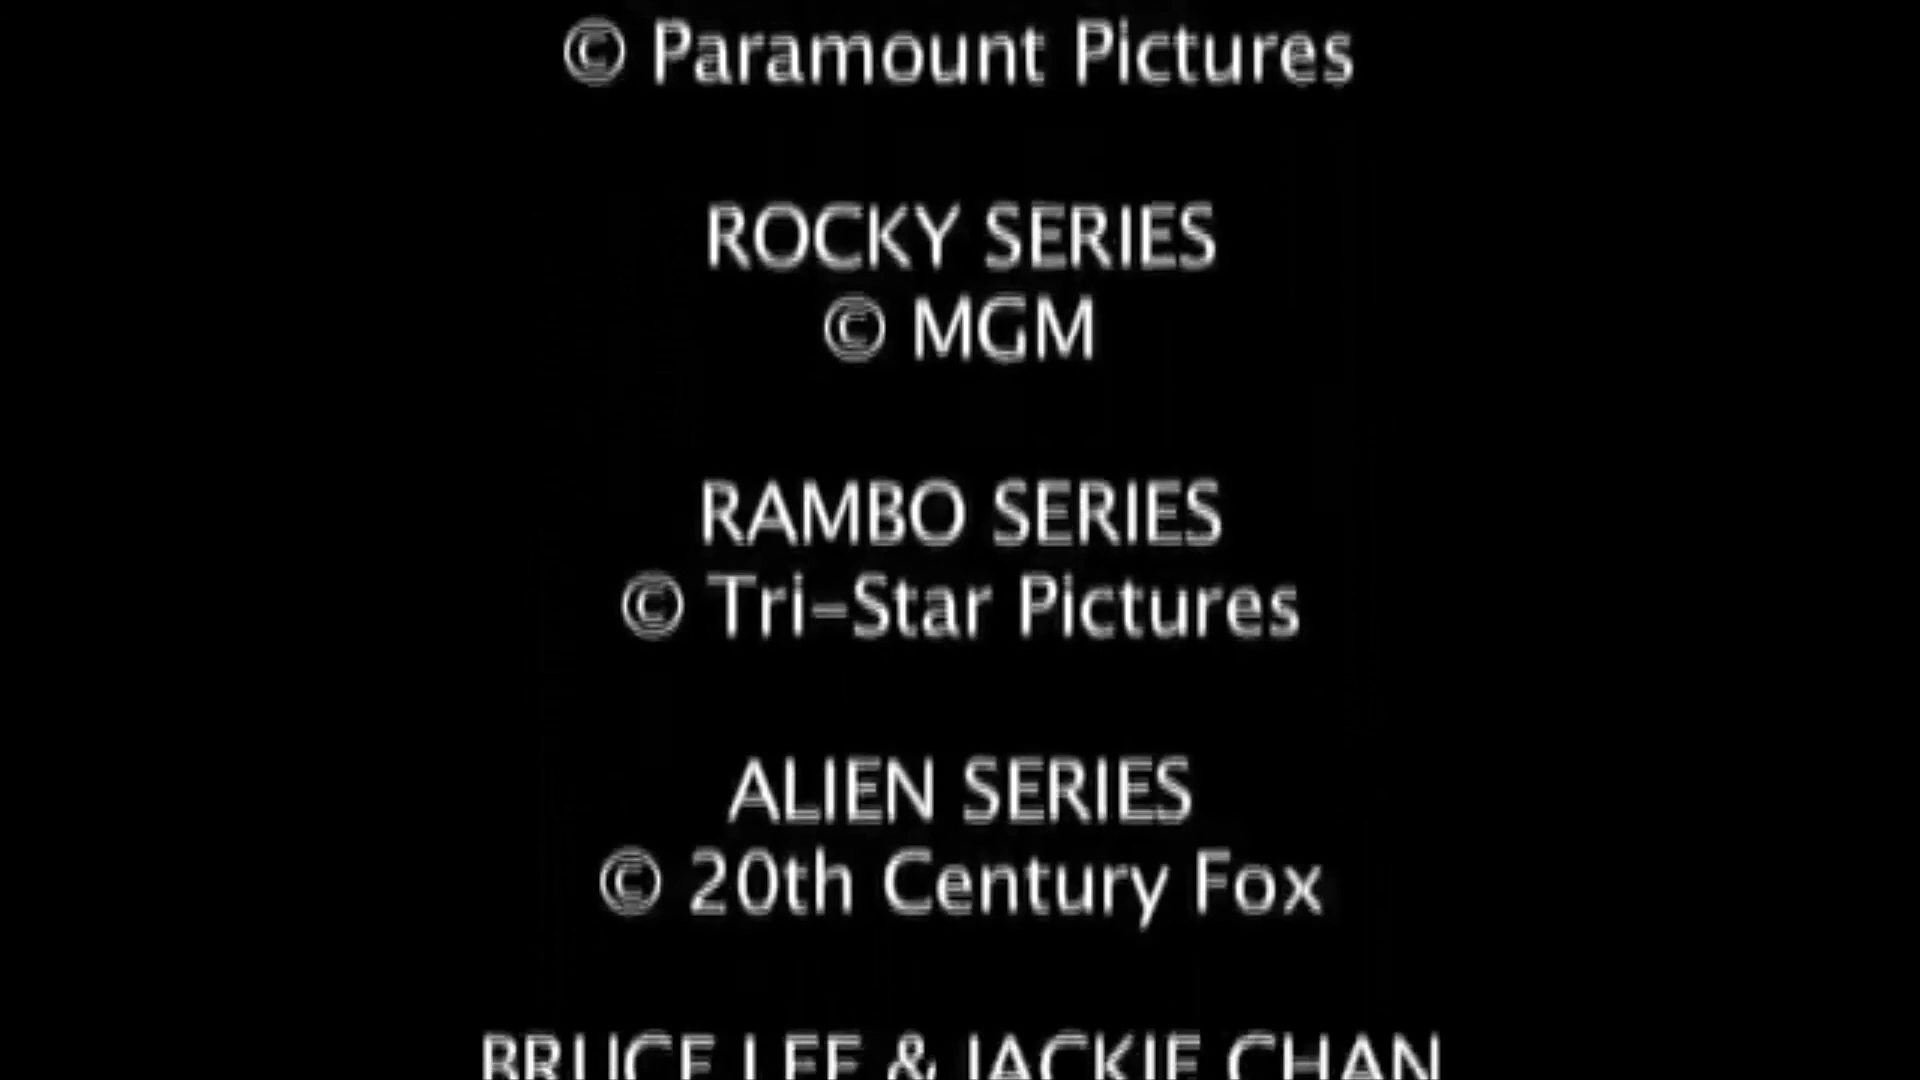 © Paramount Pictures
ROCKY SERIES
© MGM
RAMBO SERIES
© Tri-Star Pictures
ALIEN SERIES
© 20th Century Fox
BRUCE LEE & JACKIE CHAN